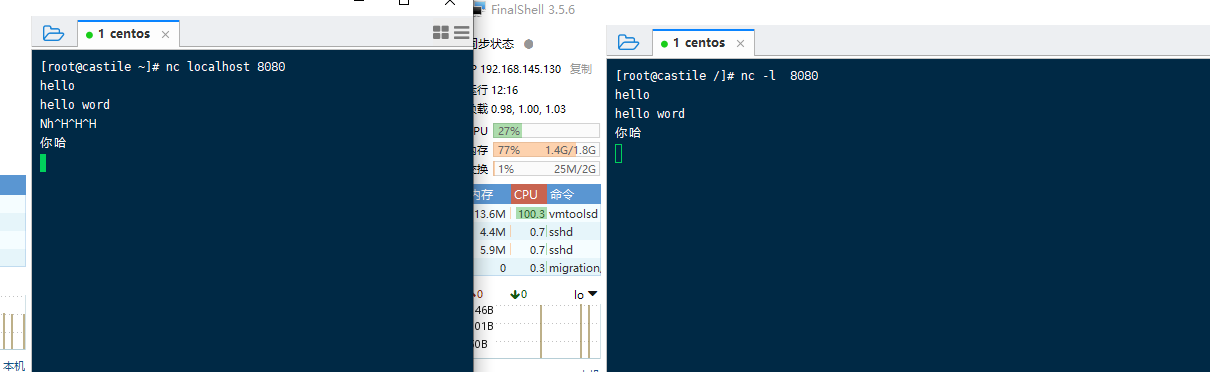 1 centos
[root@castile ~]# nc localhost 8080
hello
hello word
Nh^H^H^H
你哈
本机
FinalShell 3.5.6
同步状态
P 192.168.145.130 复制
运行 12:16
负载 0.98, 1.00, 1.03
CPU 27%
内存 77% 1.4G/1.8G
交换 1% 25M/2G
内存 CPU 命令
13.6M 100.3 vmtoolsd
4.4M 0.7 sshd
5.9M 0.7 sshd
0 0.3 migration/
0 0 lo
46B
01B
50B
1 centos
[root@castile /]# nc -l  8080
hello
hello word
你哈